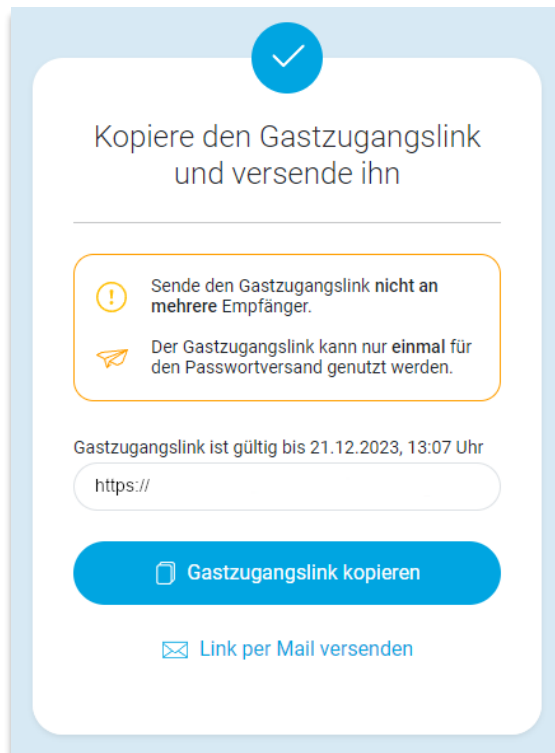 Kopiere den Gastzugangslink
und versende ihn
Sende den Gastzugangslink nicht an
mehrere Empfänger.
Der Gastzugangslink kann nur einmal für
den Passwortversand genutzt werden.
Gastzugangslink ist gültig bis 21.12.2023, 13:07 Uhr
https://
Gastzugangslink kopieren
Link per Mail versenden